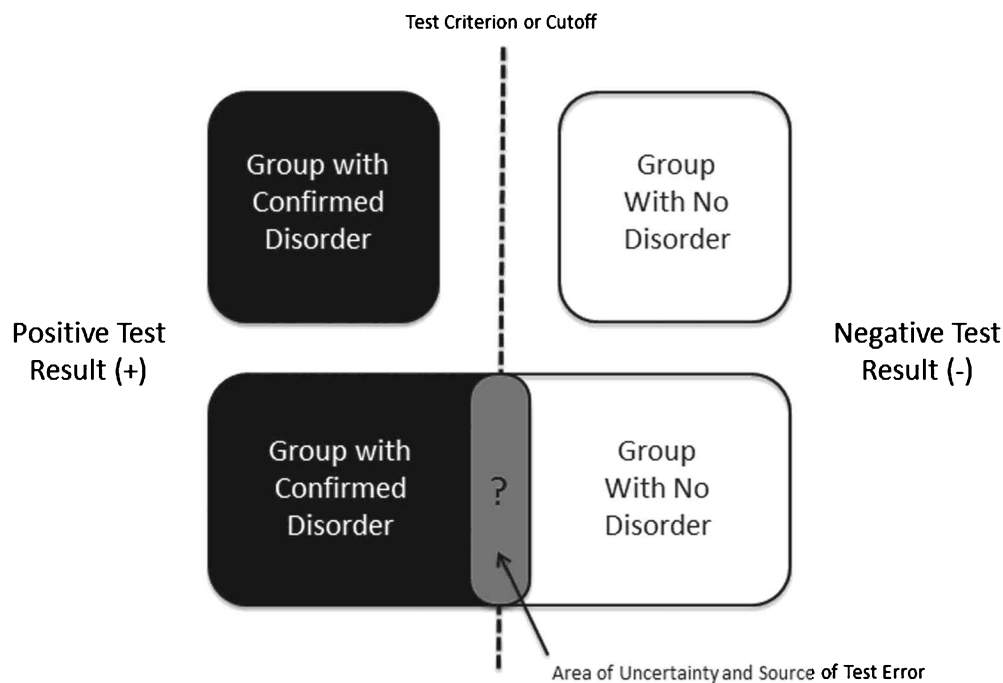 Test Criterion or Cutoff
Group with
Confirmed
Disorder
Group
With No
Disorder
Positive Test
Result (+)
Negative Test
Result (-)
Group with
Confirmed
Disorder
?
Group
With No
Disorder
Area of Uncertainty and Source of Test Error